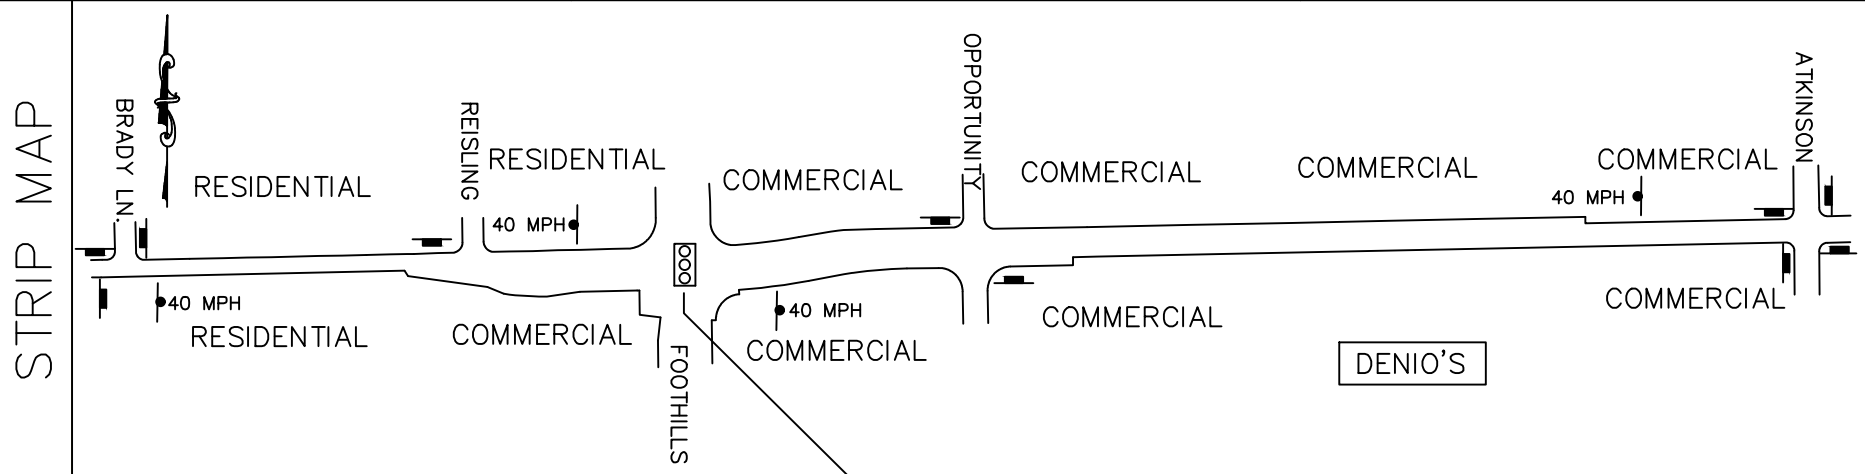 STRIP MAP
BRADY LN.
RESIDENTIAL
REISLING
RESIDENTIAL
40 MPH
COMMERCIAL
OPPORTUNITY
COMMERCIAL
COMMERCIAL
COMMERCIAL
40 MPH
ATKINSON
40 MPH
RESIDENTIAL
COMMERCIAL
FOOTHILLS
40 MPH
COMMERCIAL
COMMERCIAL
DENIO'S
COMMERCIAL